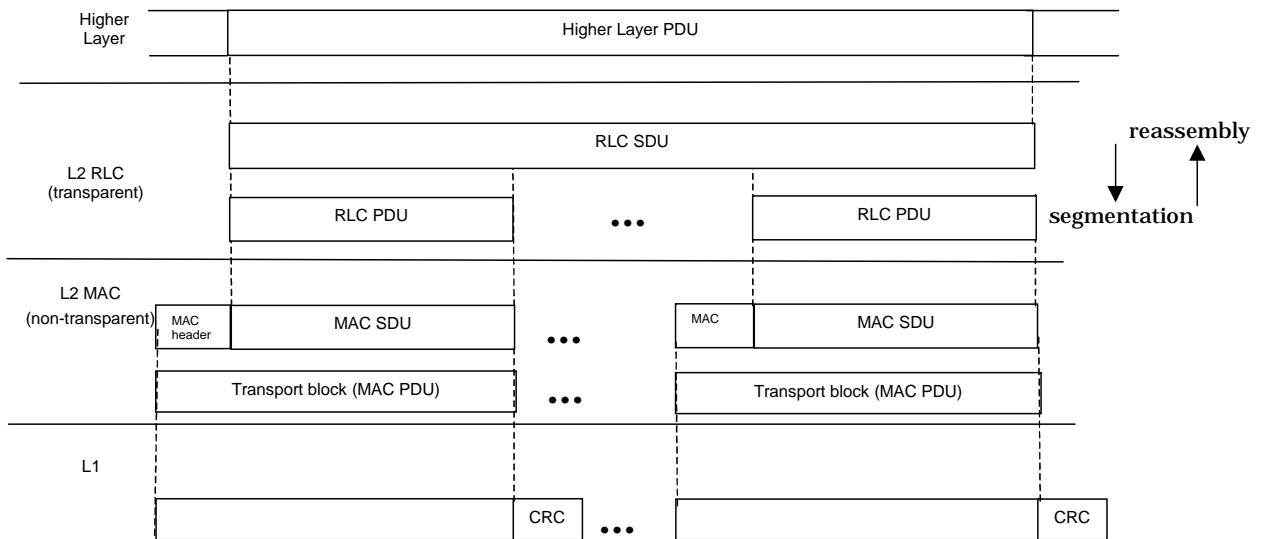 Higher
Layer
Higher Layer PDU
RLC SDU
reassembly
L2 RLC
(transparent)
RLC PDU
•••
RLC PDU
segmentation
L2 MAC
(non-transparent)
MAC
header
MAC SDU
•••
MAC
MAC SDU
Transport block (MAC PDU)
•••
Transport block (MAC PDU)
L1
CRC
•••
CRC